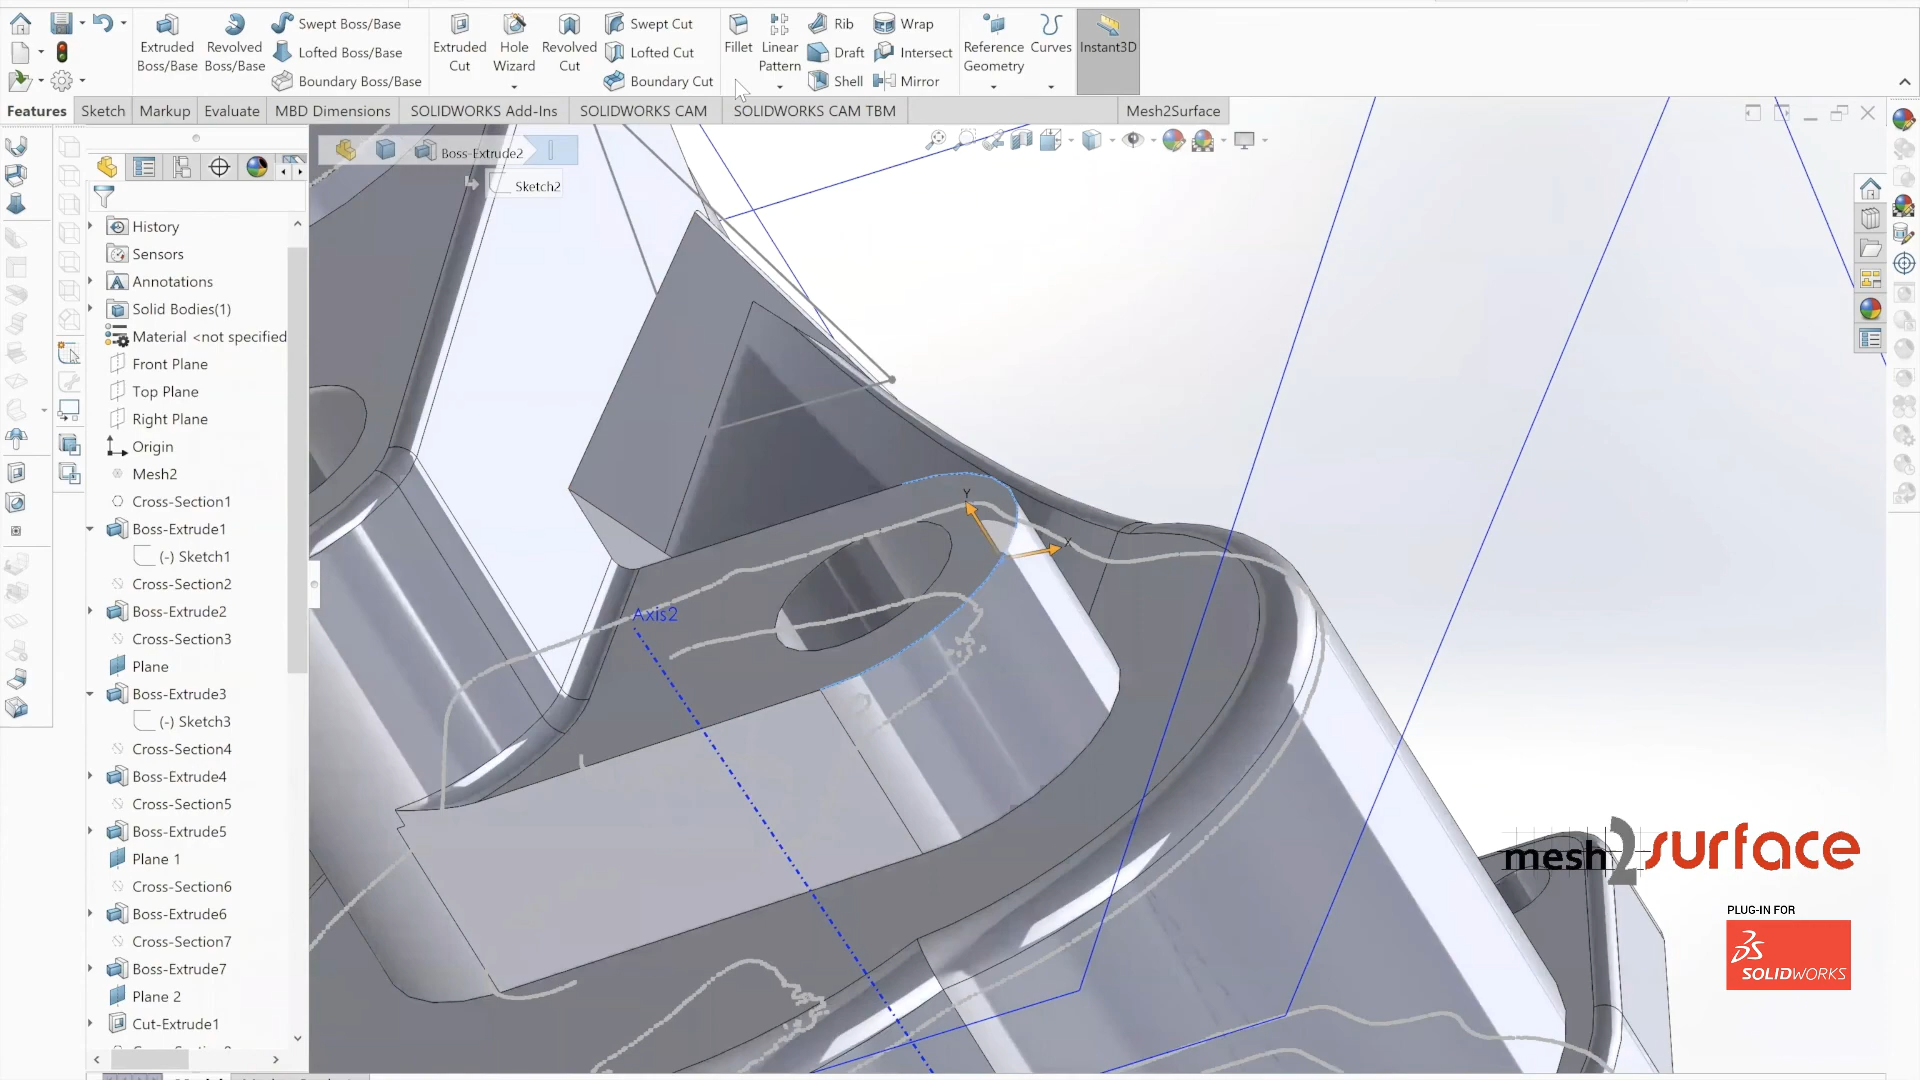 Extruded Boss/Base
Revolved Boss/Base
Swept Boss/Base
Lofted Boss/Base
Boundary Boss/Base
Extruded Cut
Hole Wizard
Revolved Cut
Swept Cut
Lofted Cut
Boundary Cut
Fillet
Linear Pattern
Rib
Draft
Shell
Wrap
Intersect
Mirror
Reference Geometry
Curves
Instant3D
Features
Sketch
Markup
Evaluate
MBD Dimensions
SOLIDWORKS Add-Ins
SOLIDWORKS CAM
SOLIDWORKS CAM TBM
Mesh2Surface
Boss-Extrude2
Sketch2
History
Sensors
Annotations
Solid Bodies(1)
Material <not specified
Front Plane
Top Plane
Right Plane
Origin
Mesh2
Cross-Section1
Boss-Extrude1
(-) Sketch1
Cross-Section2
Boss-Extrude2
Cross-Section3
Plane
Boss-Extrude3
(-) Sketch3
Cross-Section4
Boss-Extrude4
Cross-Section5
Boss-Extrude5
Plane 1
Cross-Section6
Boss-Extrude6
Cross-Section7
Boss-Extrude7
Plane 2
Cut-Extrude1
Y
X
Axis2
mesh2surface
PLUG-IN FOR
SOLIDWORKS